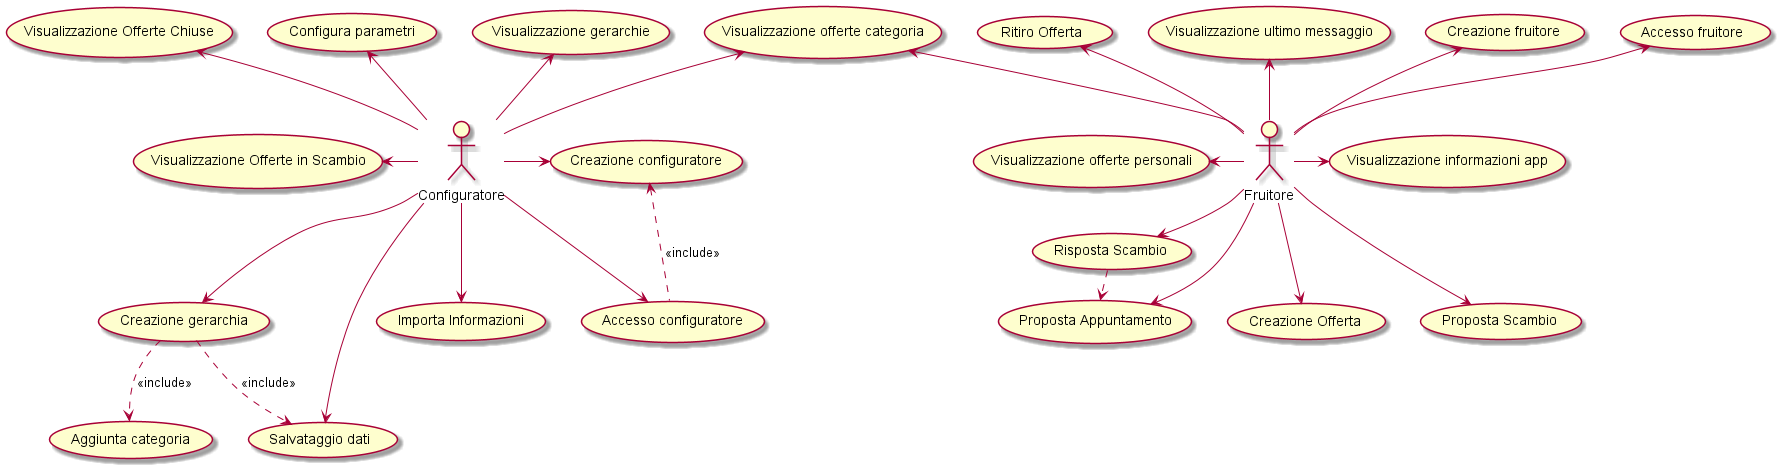 Visualizzazione Offerte Chiuse
Configura parametri
Visualizzazione gerarchie
Visualizzazione offerte categoria
Ritiro Offerta
Visualizzazione ultimo messaggio
Creazione fruitore
Accesso fruitore
Visualizzazione Offerte in Scambio
Creazione configuratore
Visualizzazione offerte personali
Visualizzazione informazioni app
Configuratore
Fruitore
«include»
Risposta Scambio
Creazione gerarchia
Importa Informazioni
Accesso configuratore
Proposta Appuntamento
Creazione Offerta
Proposta Scambio
«include»
«include»
Aggiunta categoria
Salvataggio dati